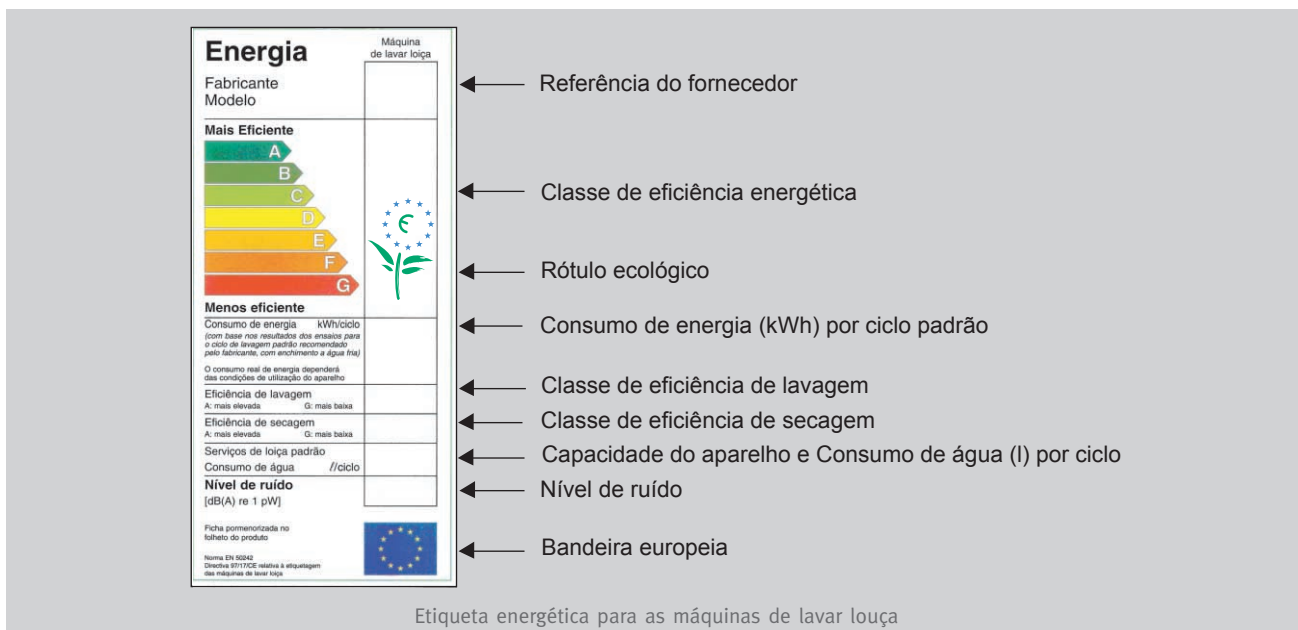 Energia
Máquina
de lavar loiça
Fabricante
Modelo
Referência do fornecedor
Mais Eficiente
A
B
C
D
E
F
G
Classe de eficiência energética
Rótulo ecológico
Menos eficiente
Consumo de energia kWh/ciclo
(com base nos resultados dos ensaios para
o ciclo de lavagem padrão recomendado
pelo fabricante, com enchimento a água fria)
O consumo real de energia dependerá
das condições de utilização do aparelho
Consumo de energia (kWh) por ciclo padrão
Eficiência de lavagem
A: mais elevada G: mais baixa
Classe de eficiência de lavagem
Eficiência de secagem
A: mais elevada G: mais baixa
Classe de eficiência de secagem
Serviços de loiça padrão
Consumo de água //ciclo
Capacidade do aparelho e Consumo de água (l) por ciclo
Nível de ruído
[dB(A) re 1 pW]
Nível de ruído
Ficha pormenorizada no
folheto do produto
Norma EN 50242
Directiva 97/17/CE relativa à etiquetagem
das máquinas de lavar loiça
Bandeira europeia
Etiqueta energética para as máquinas de lavar louça